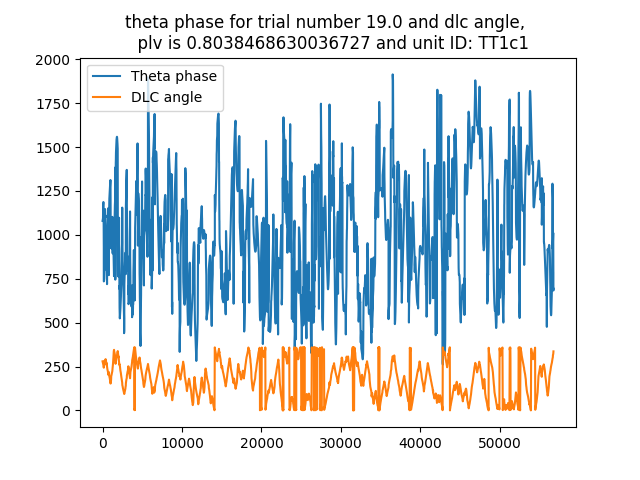 theta phase for trial number 19.0 and dlc angle,
plv is 0.8038468630036727 and unit ID: TT1c1
Theta phase
DLC angle
2000
1750
1500
1250
1000
750
500
250
0
0 10000 20000 30000 40000 50000